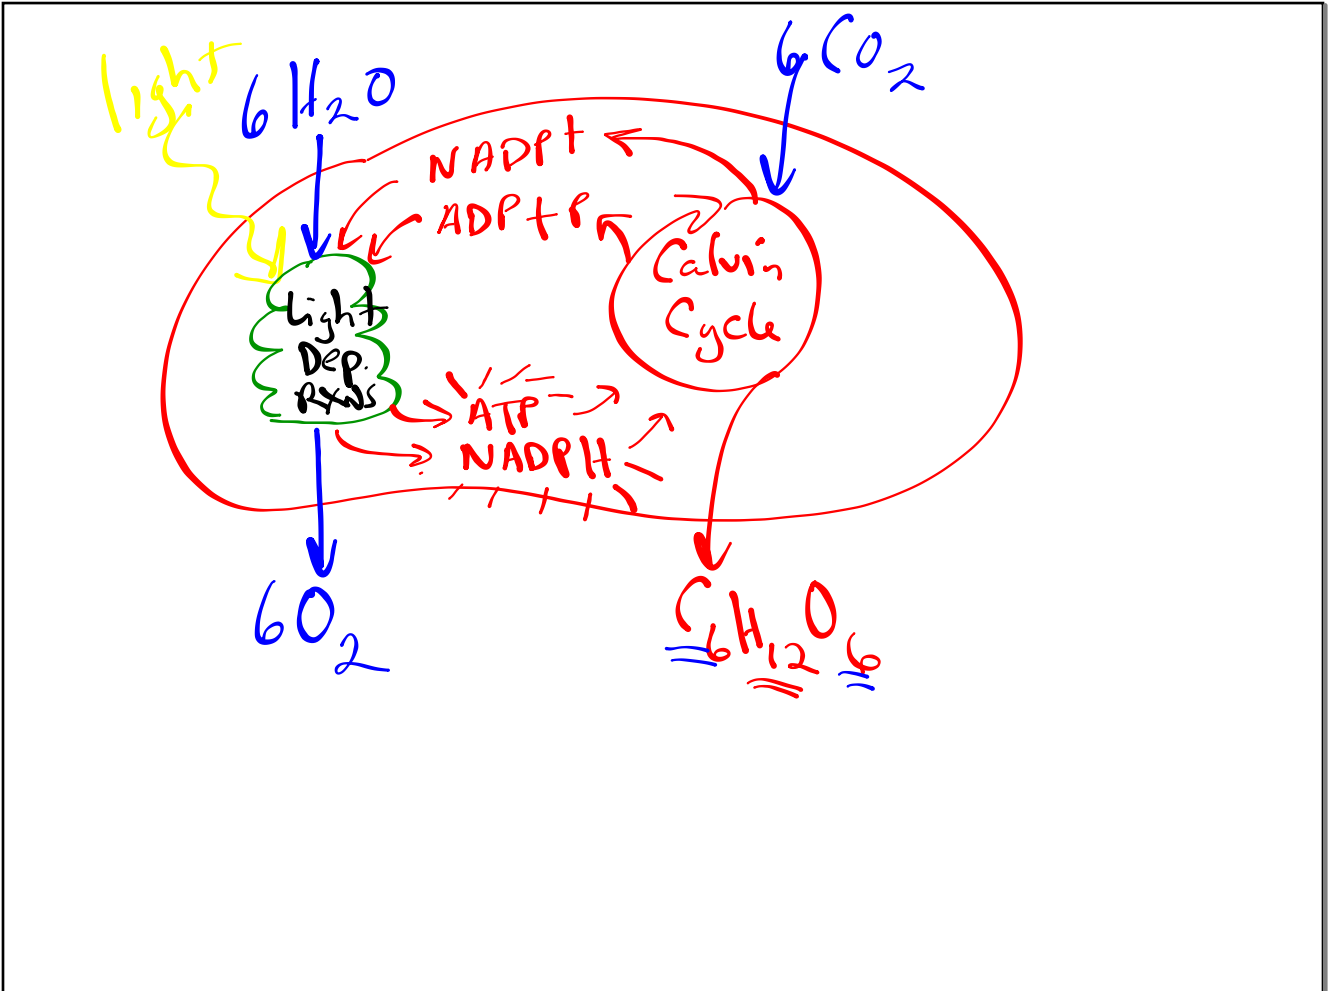 light
6H₂O
6CO₂
NADP+
ADP + P
Calvin
Cycle
Light
Dep.
RXNS
ATP
NADPH
6O₂
C₆H₁₂O₆